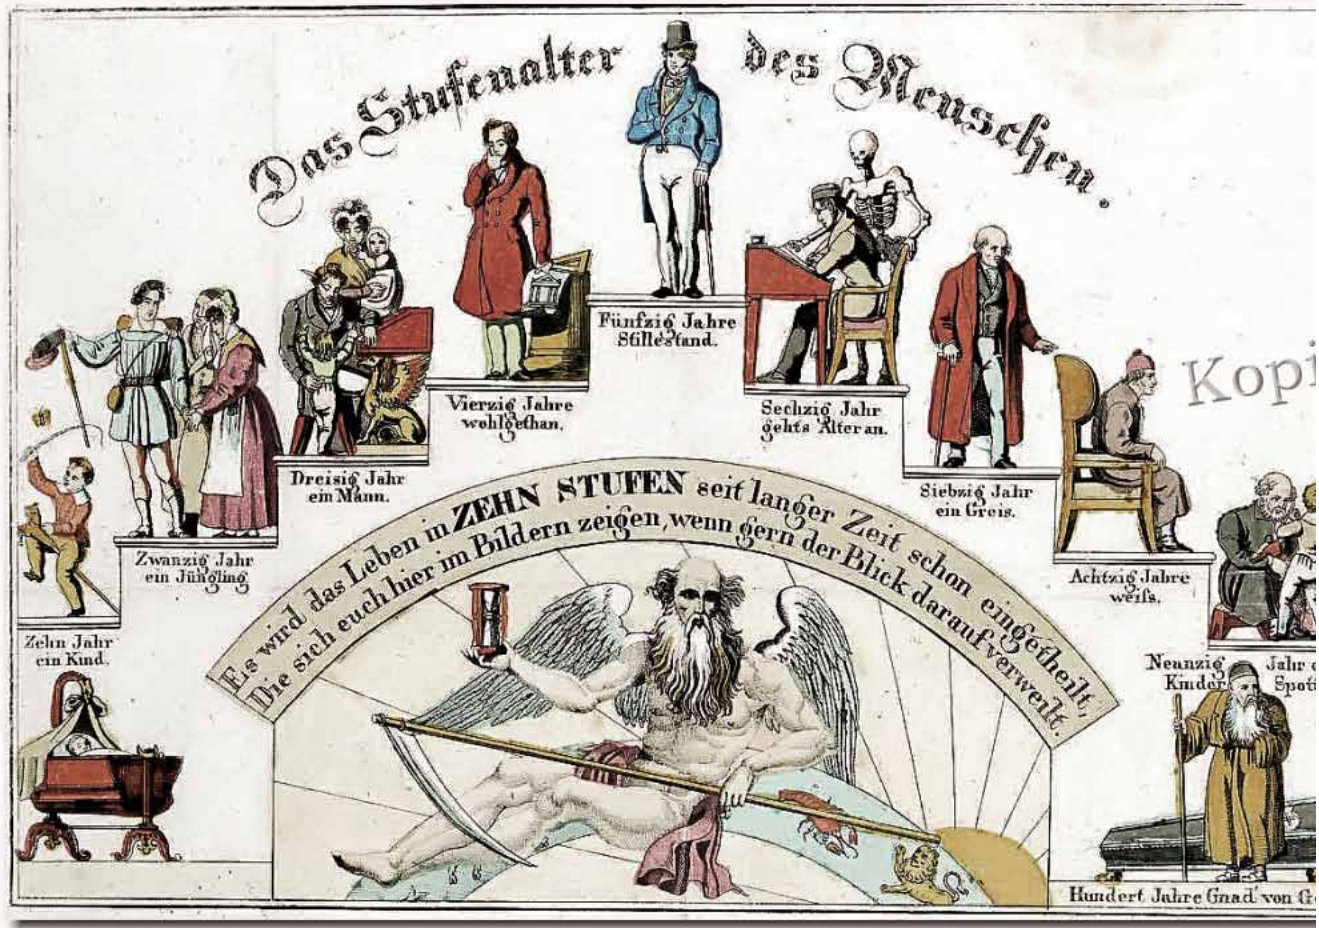 Das Stufenalter des Menschen.
Fünfzig Jahre
Stillestand.
Vierzig Jahre
wohlgethan.
Sechzig Jahr
gehts Alter an.
Dreisig Jahr
ein Mann.
Siebzig Jahr
ein Greis.
Zwanzig Jahr
ein Jüngling
Achtzig Jahre
weiſs.
Zehn Jahr
ein Kind.
Neunzig Jahr
Kinder Spott
Hundert Jahre Gnad von
Es wird das Leben in ZEHN STUFEN seit langer Zeit schon eingetheilt,
Die sich euch hier im Bildern zeigen, wenn gern der Blick darauf verweilt.
Kopi